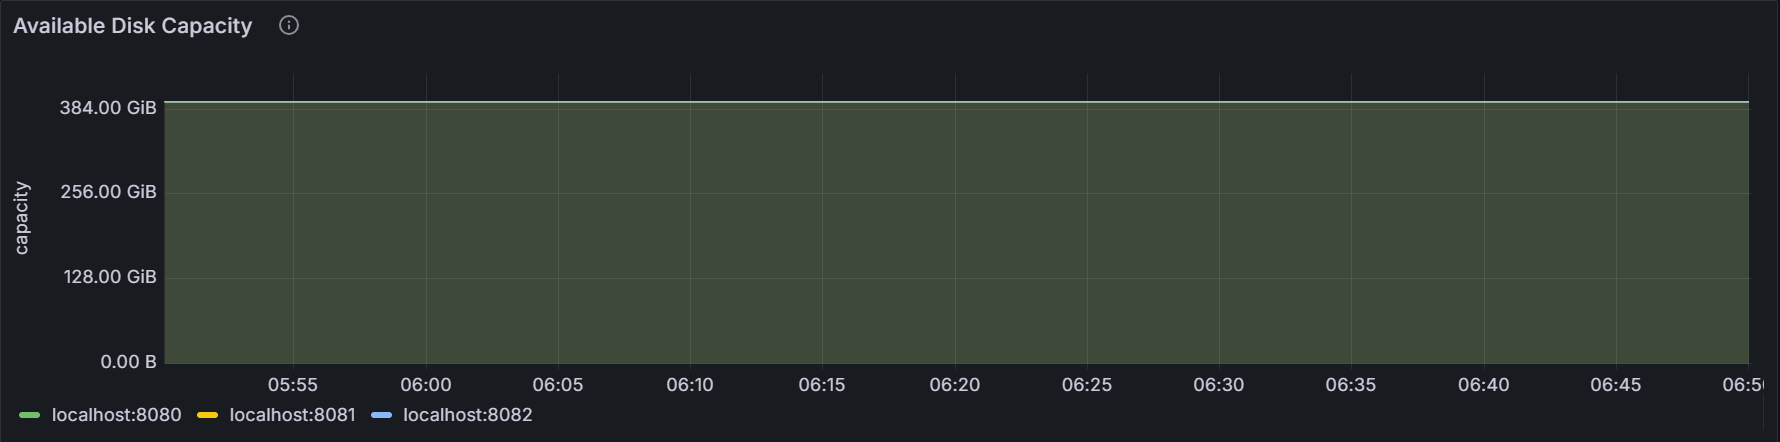 Available Disk Capacity
capacity
384.00 GiB
256.00 GiB
128.00 GiB
0.00 B
05:55 06:00 06:05 06:10 06:15 06:20 06:25 06:30 06:35 06:40 06:45
localhost:8080 localhost:8081 localhost:8082